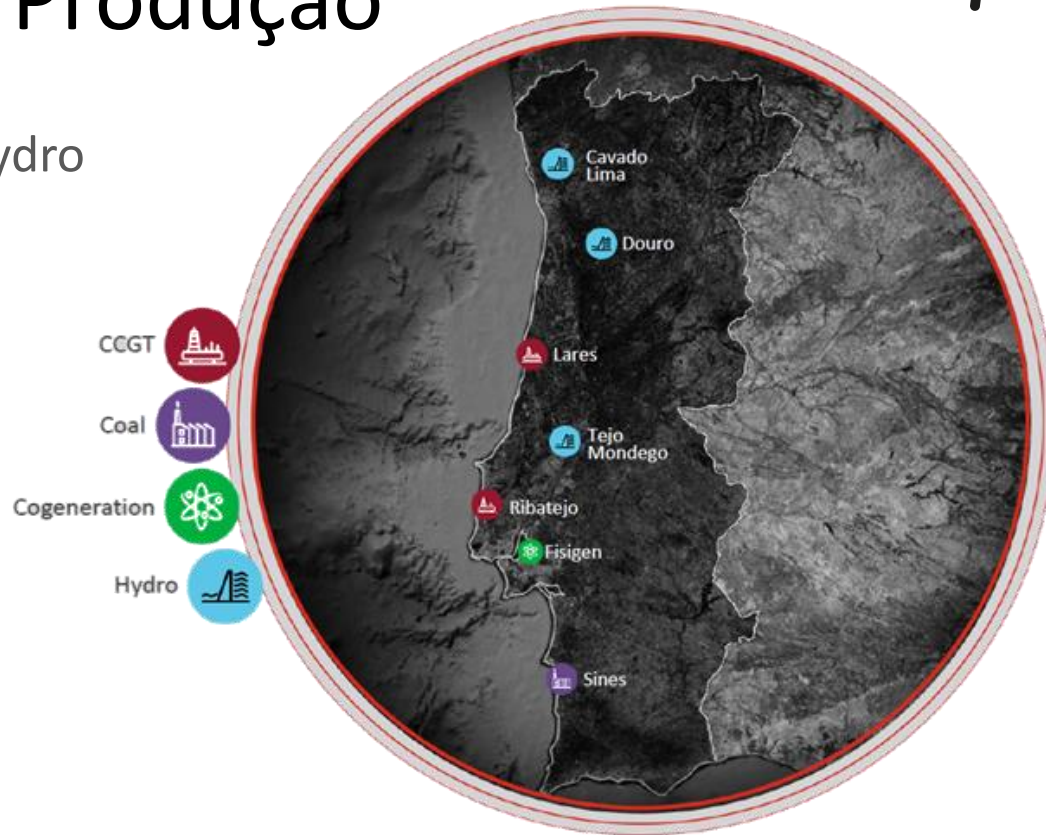 Produção
ydro
Cavado
Lima
Douro
CCGT
Lares
Coal
Tejo
Mondego
Cogeneration
Ribatejo
Fisigen
Hydro
Sines